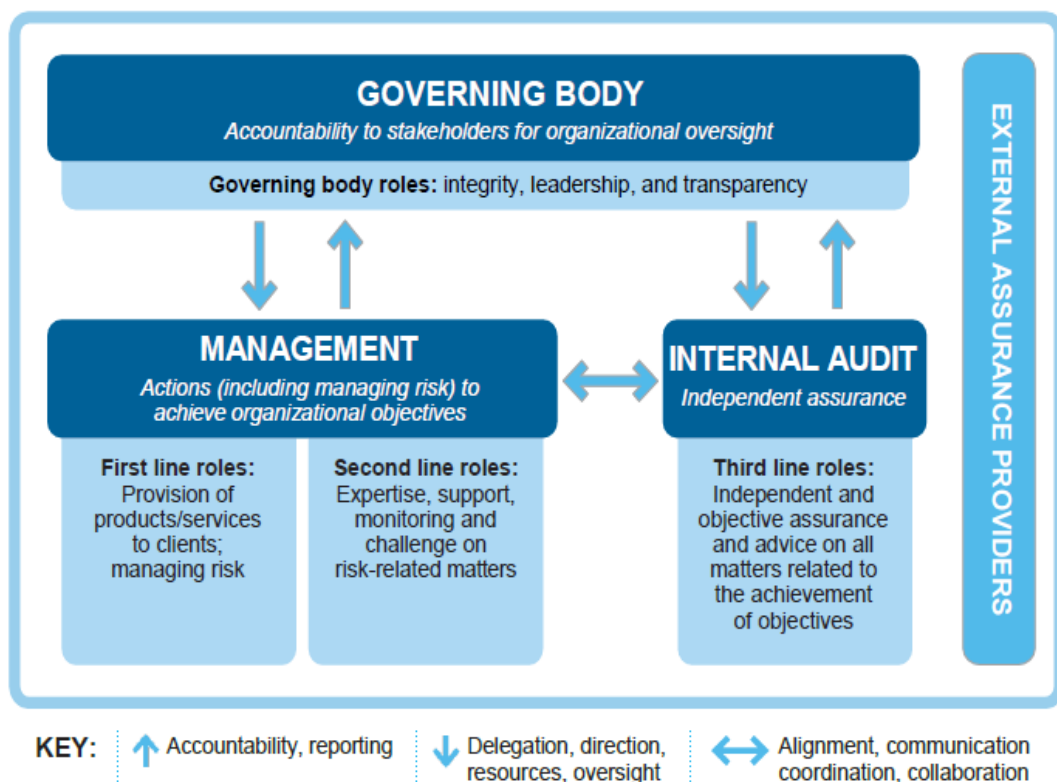 GOVERNING BODY
Accountability to stakeholders for organizational oversight
Governing body roles: integrity, leadership, and transparency
MANAGEMENT
Actions (including managing risk) to
achieve organizational objectives
First line roles:
Provision of
products/services
to clients;
managing risk
Second line roles:
Expertise, support,
monitoring and
challenge on
risk-related matters
INTERNAL AUDIT
Independent assurance
Third line roles:
Independent and
objective assurance
and advice on all
matters related to
the achievement
of objectives
EXTERNAL ASSURANCE PROVIDERS
KEY:
Accountability, reporting
Delegation, direction,
resources, oversight
Alignment, communication
coordination, collaboration